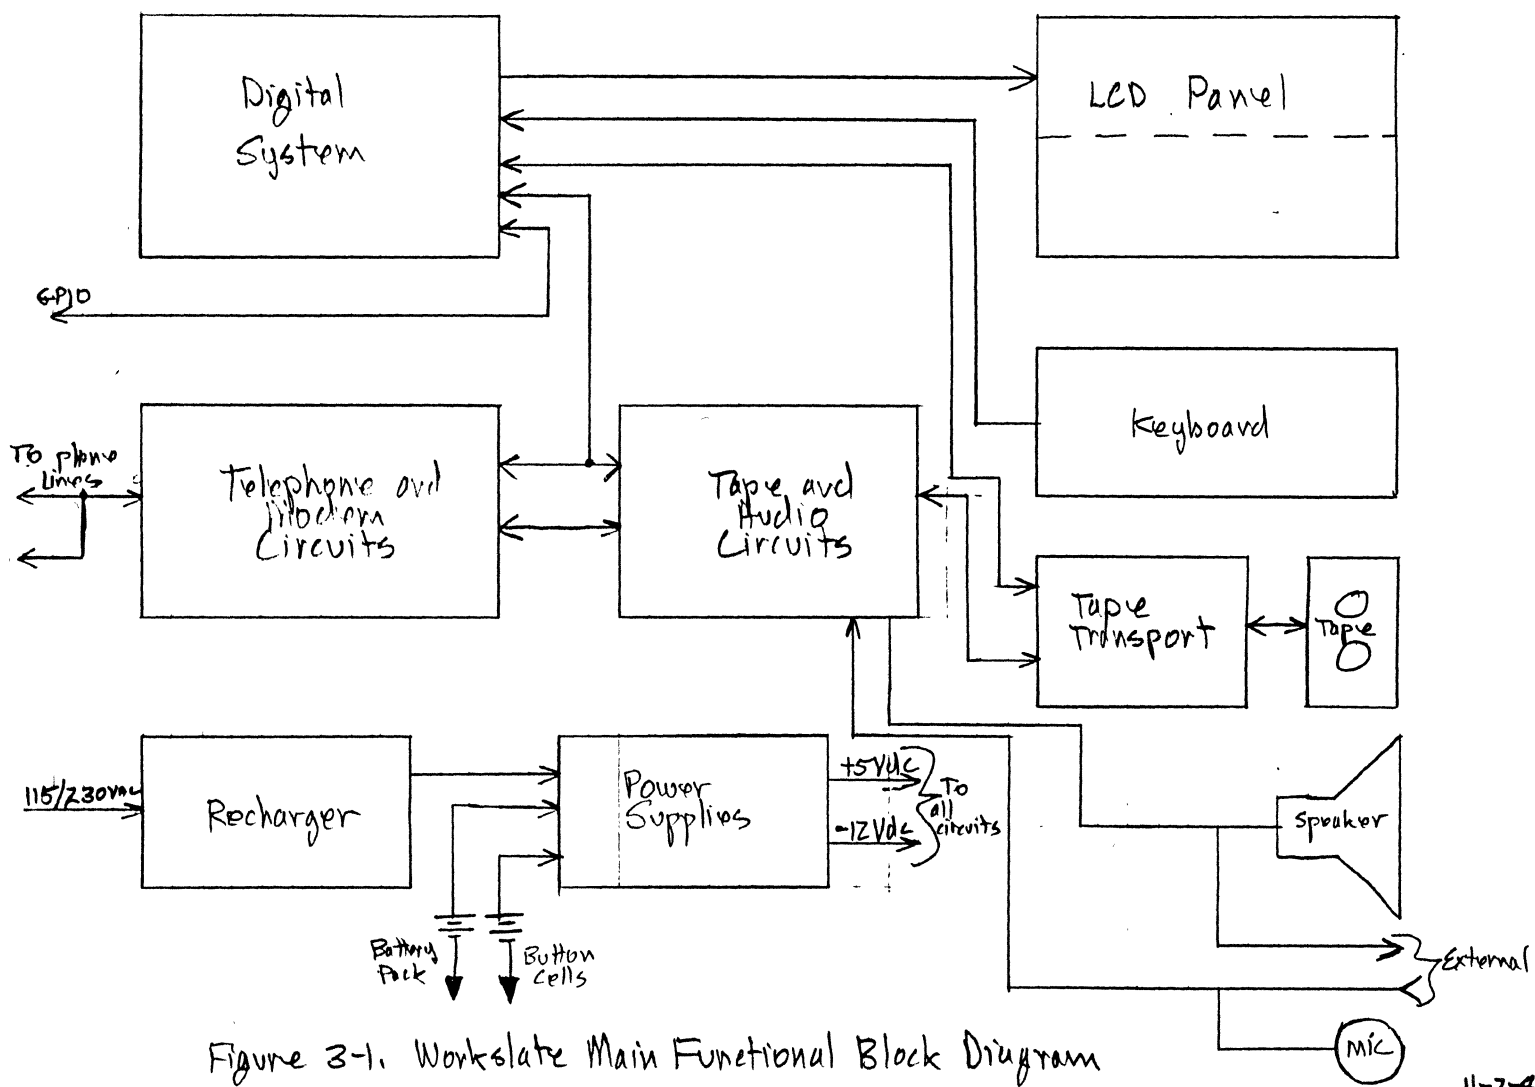 Digital
System
LCD Panel
GPIO
Keyboard
To phone
Lines
Telephone and
Modem
Circuits
Tape and
Audio
Circuits
Tape
Transport
Tape
115/230VAC
Recharger
Power
Supplies
+5Vdc
-12Vdc
To
all
circuits
Speaker
Battery
Pack
Button
Cells
External
Mic
Figure 3-1. Workslate Main Functional Block Diagram